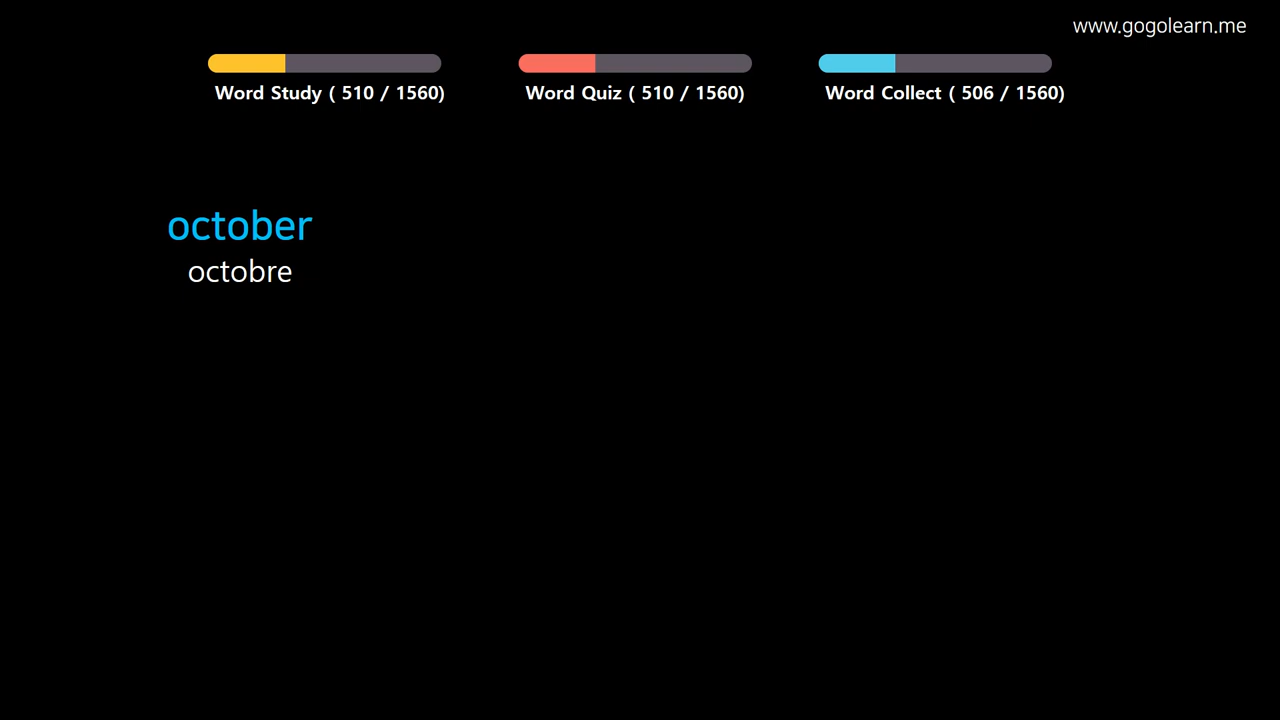 www.gogolearn.me
Word Study ( 510 / 1560)
Word Quiz ( 510 / 1560)
Word Collect ( 506 / 1560)
october
octobre